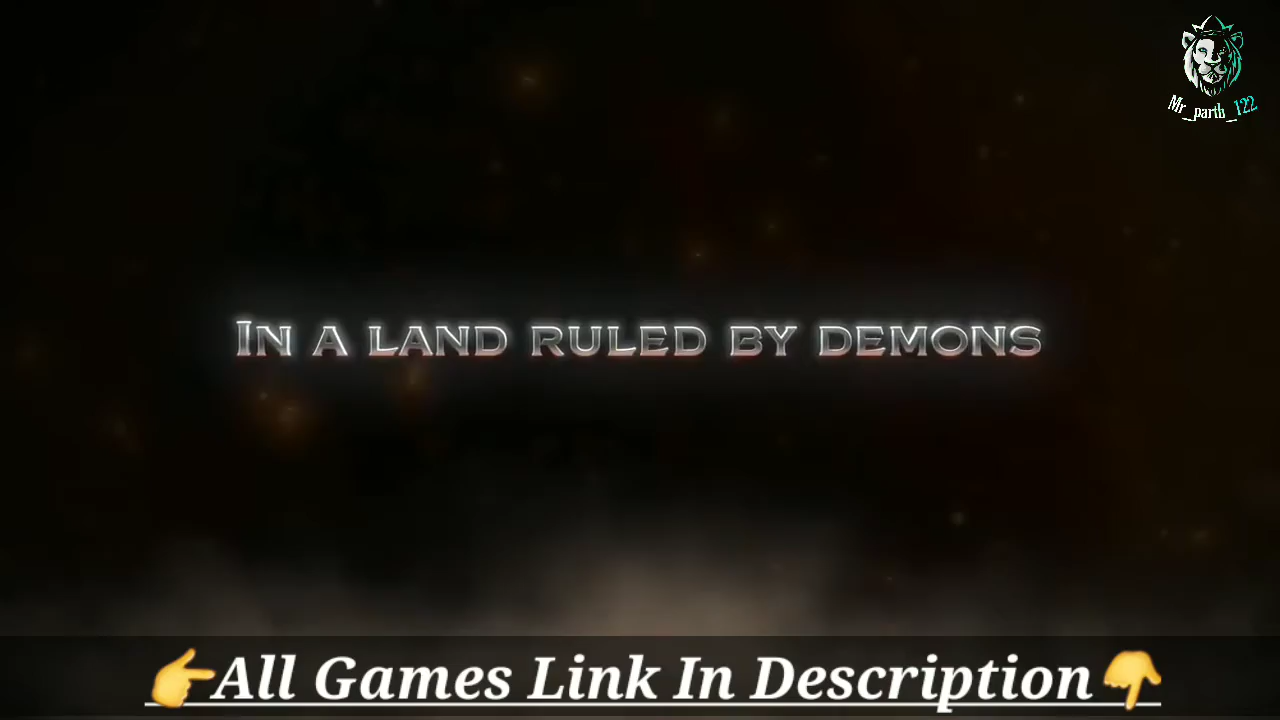 Mr_parth_122
IN A LAND RULED BY DEMONS
👉All Games Link In Description👇